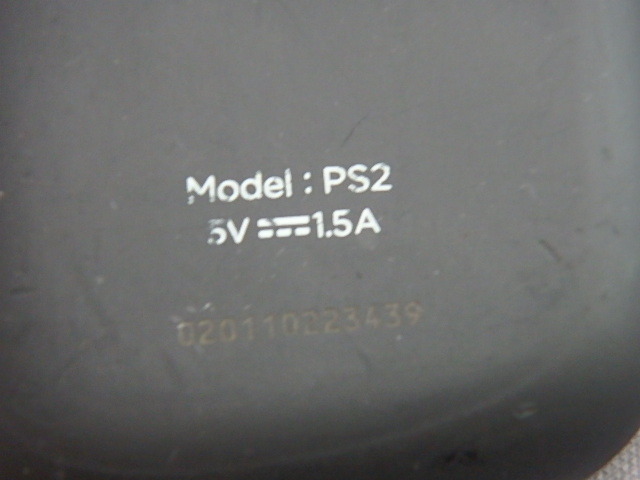 Model : PS2
5V ⎓ 1.5A
020110223439